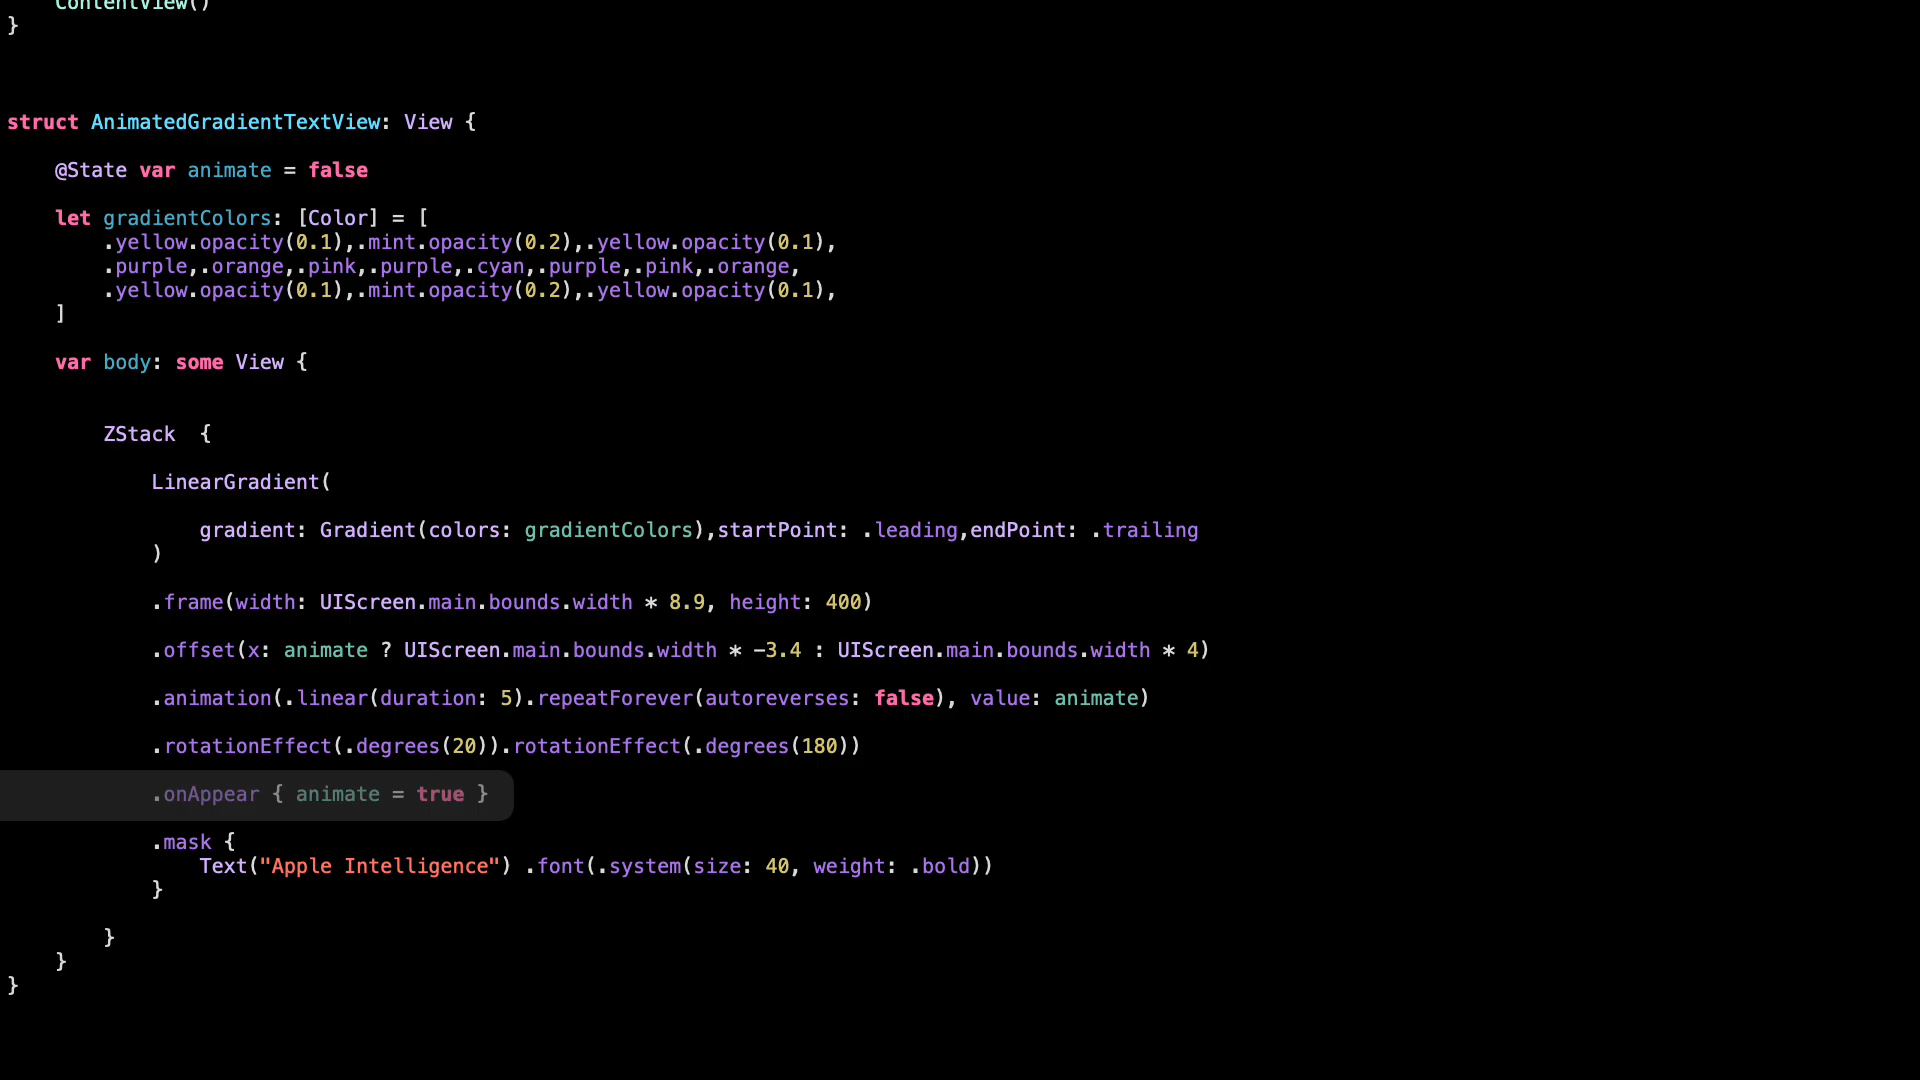 ContentView()
}
struct AnimatedGradientTextView: View {
@State var animate = false
let gradientColors: [Color] = [
.yellow.opacity(0.1),.mint.opacity(0.2),.yellow.opacity(0.1),
.purple,.orange,.pink,.purple,.cyan,.purple,.pink,.orange,
.yellow.opacity(0.1),.mint.opacity(0.2),.yellow.opacity(0.1),
]
var body: some View {
ZStack  {
LinearGradient(
gradient: Gradient(colors: gradientColors),startPoint: .leading,endPoint: .trailing
)
.frame(width: UIScreen.main.bounds.width * 8.9, height: 400)
.offset(x: animate ? UIScreen.main.bounds.width * -3.4 : UIScreen.main.bounds.width * 4)
.animation(.linear(duration: 5).repeatForever(autoreverses: false), value: animate)
.rotationEffect(.degrees(20)).rotationEffect(.degrees(180))
.onAppear { animate = true }
.mask {
Text("Apple Intelligence") .font(.system(size: 40, weight: .bold))
}
}
}
}